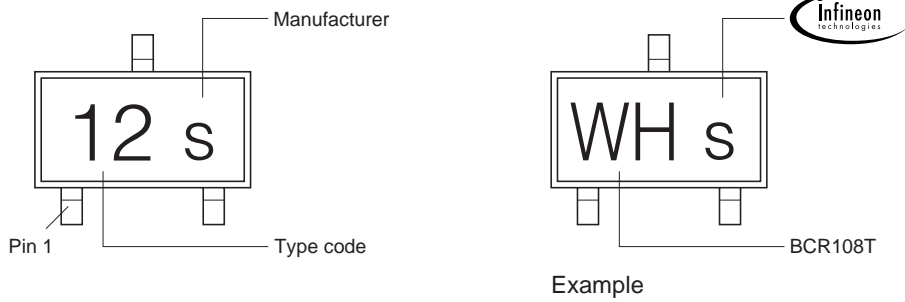 Manufacturer
12 s
Pin 1
Type code
Infineon
technologies
WH s
BCR108T
Example